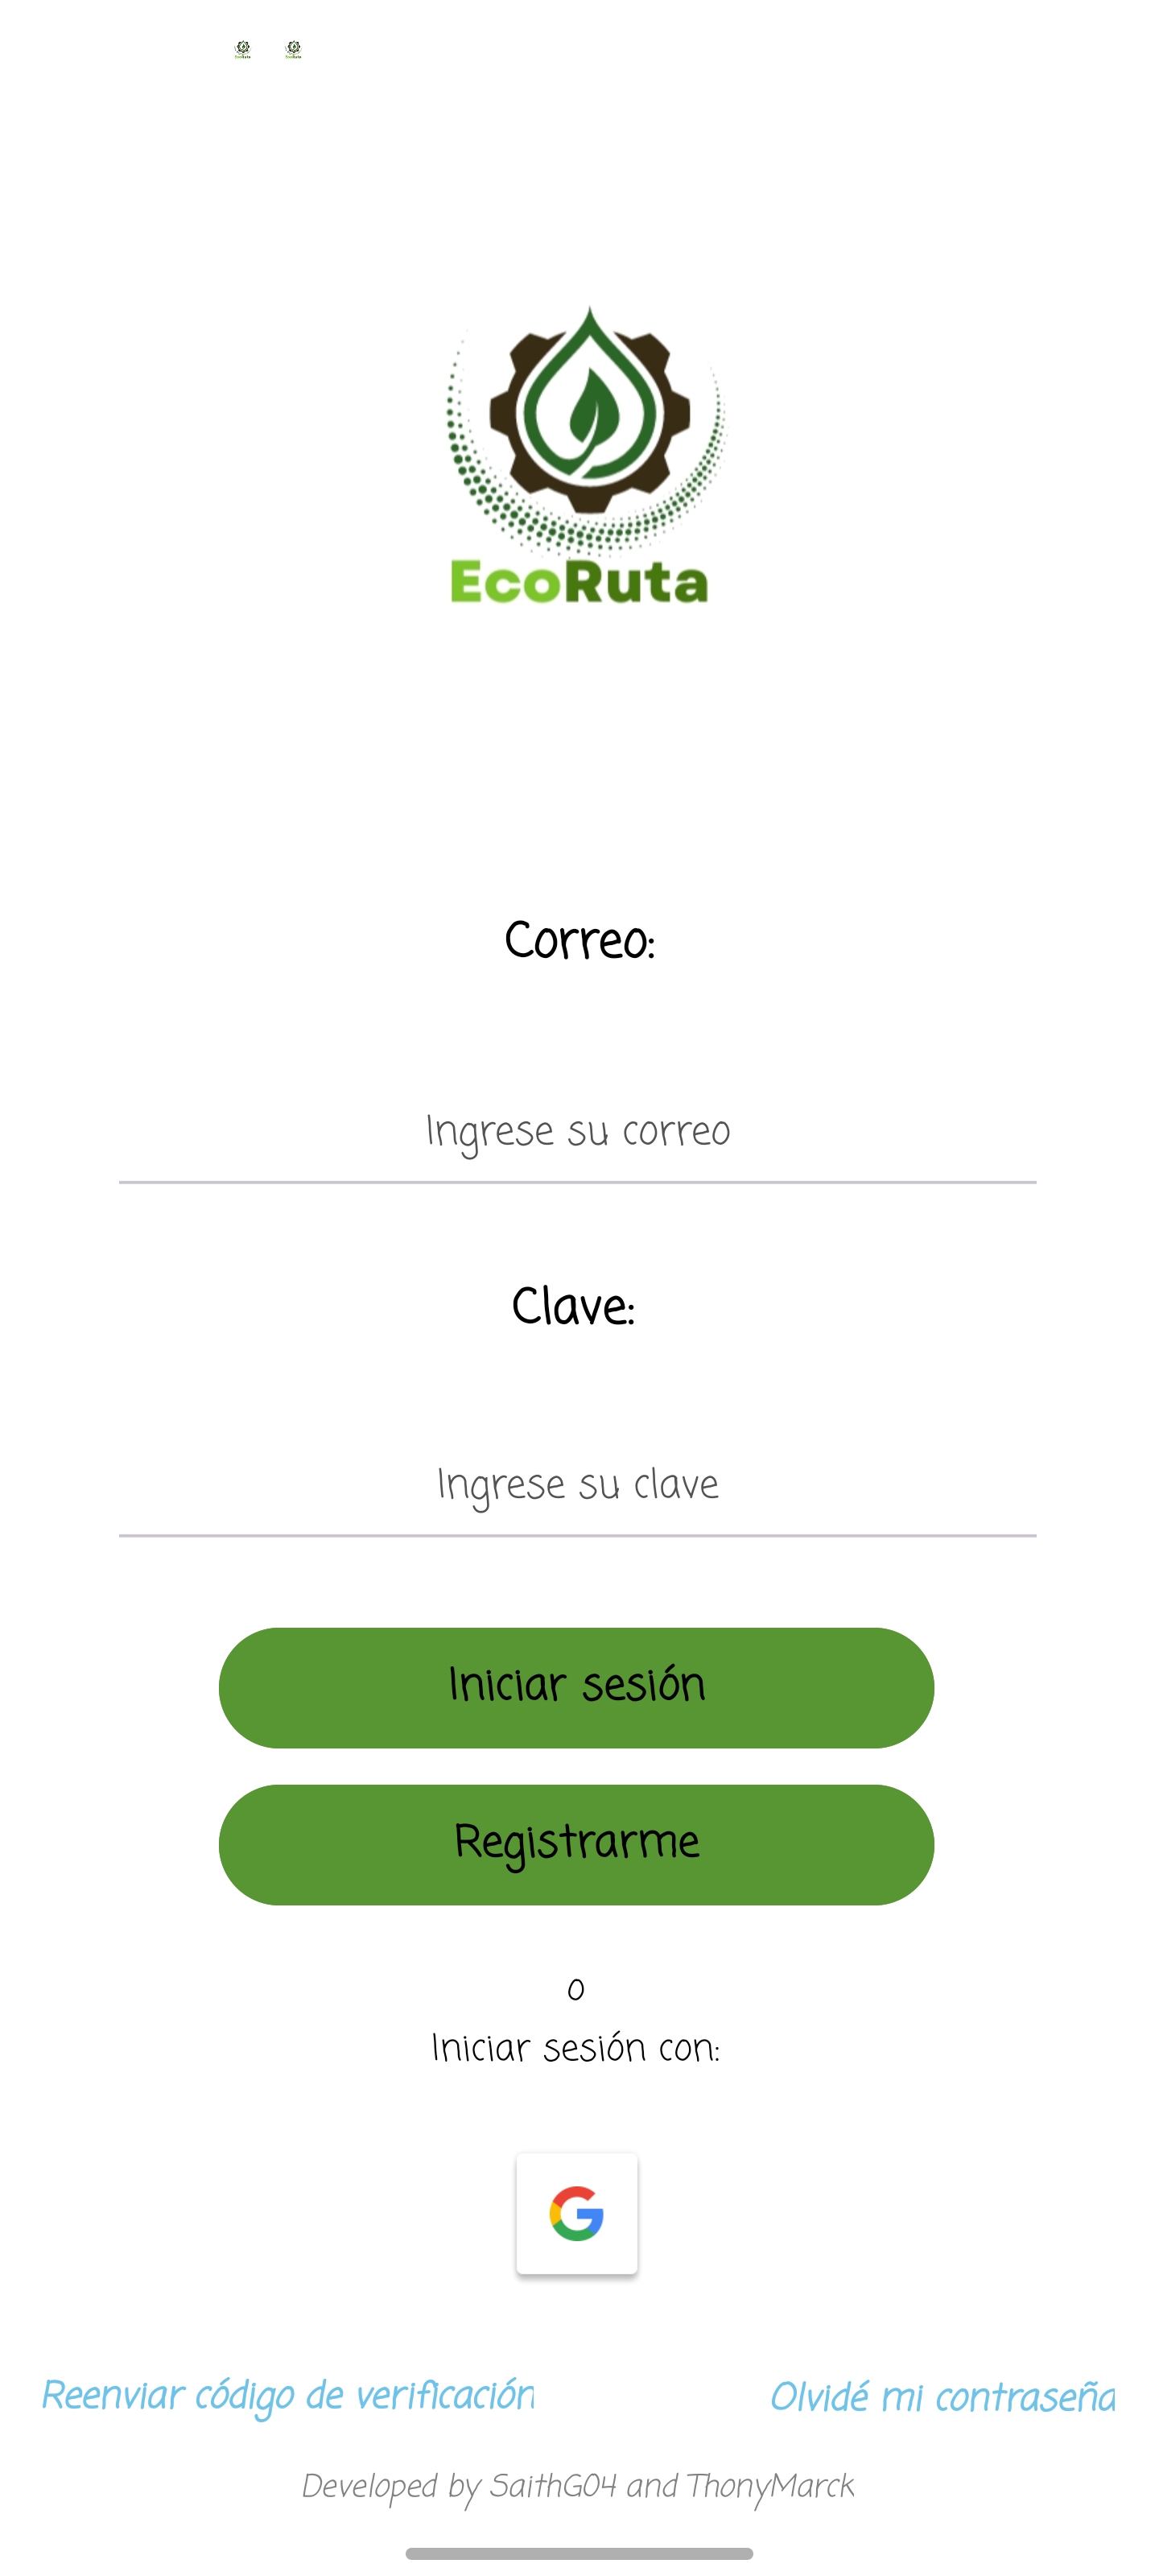 EcoRuta
Correo:
Ingrese su correo
Clave:
Ingrese su clave
Iniciar sesión
Registrarme
o
Iniciar sesión con:
G
Reenviar código de verificación
Olvidé mi contraseña
Developed by SaithG04 and ThonyMarck